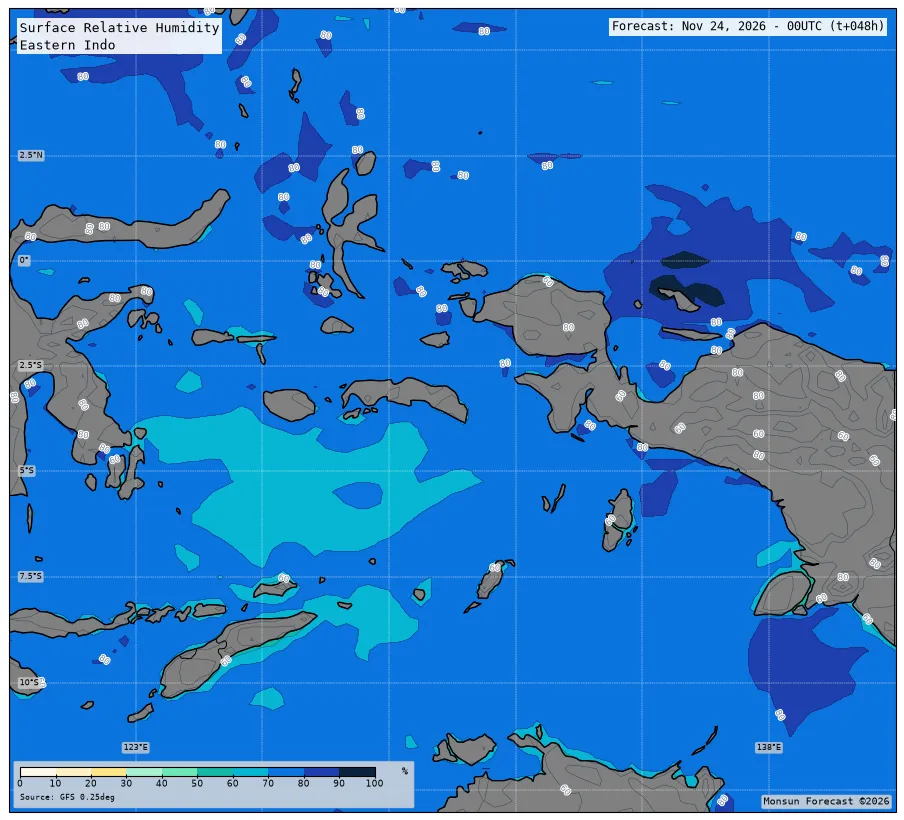 Surface Relative Humidity
Eastern Indo
Forecast: Nov 24, 2026 - 00UTC (t+048h)
2.5°N
0°
2.5°S
5°S
7.5°S
10°S
123°E
138°E
0 10 20 30 40 50 60 70 80 90 100 %
Source: GFS 0.25deg
Monsun Forecast ©2026